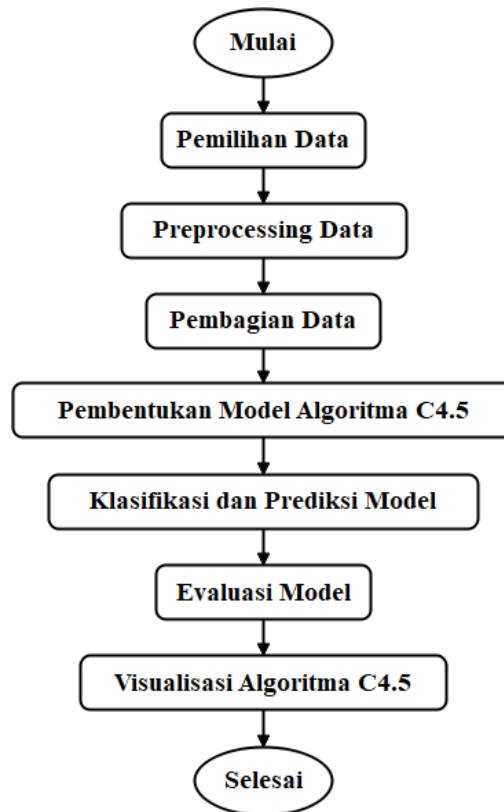 Mulai
Pemilihan Data
Preprocessing Data
Pembagian Data
Pembentukan Model Algoritma C4.5
Klasifikasi dan Prediksi Model
Evaluasi Model
Visualisasi Algoritma C4.5
Selesai